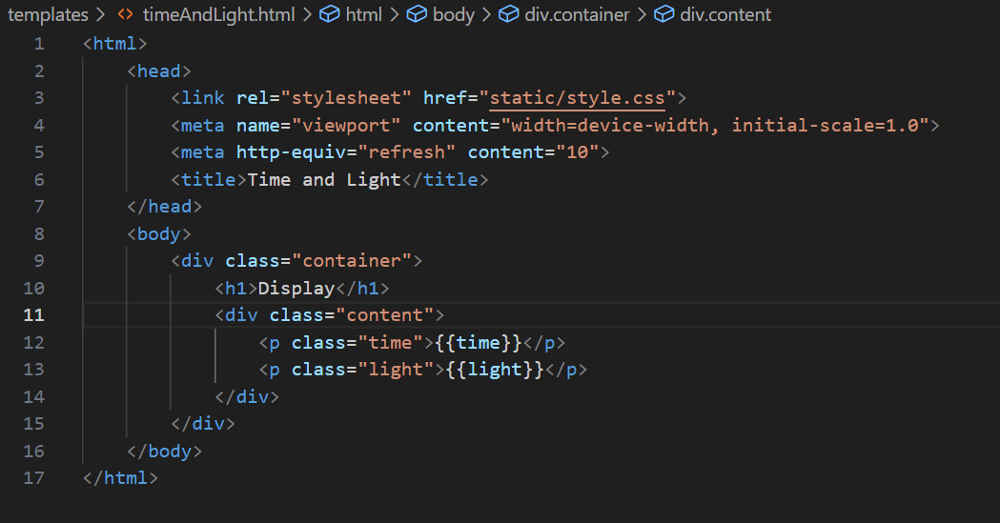 templates > <> timeAndLight.html > html > body > div.container > div.content
1 <html>
2     <head>
3         <link rel="stylesheet" href="static/style.css">
4         <meta name="viewport" content="width=device-width, initial-scale=1.0">
5         <meta http-equiv="refresh" content="10">
6         <title>Time and Light</title>
7     </head>
8     <body>
9         <div class="container">
10             <h1>Display</h1>
11             <div class="content">
12                 <p class="time">{{time}}</p>
13                 <p class="light">{{light}}</p>
14             </div>
15         </div>
16     </body>
17 </html>